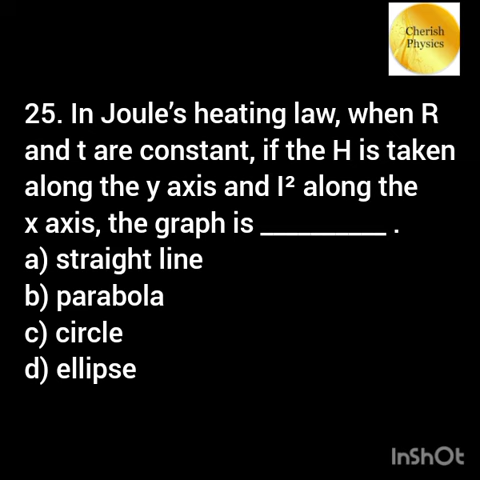 Cherish
Physics
25. In Joule’s heating law, when R
and t are constant, if the H is taken
along the y axis and I² along the
x axis, the graph is __________ .
a) straight line
b) parabola
c) circle
d) ellipse
InShOt